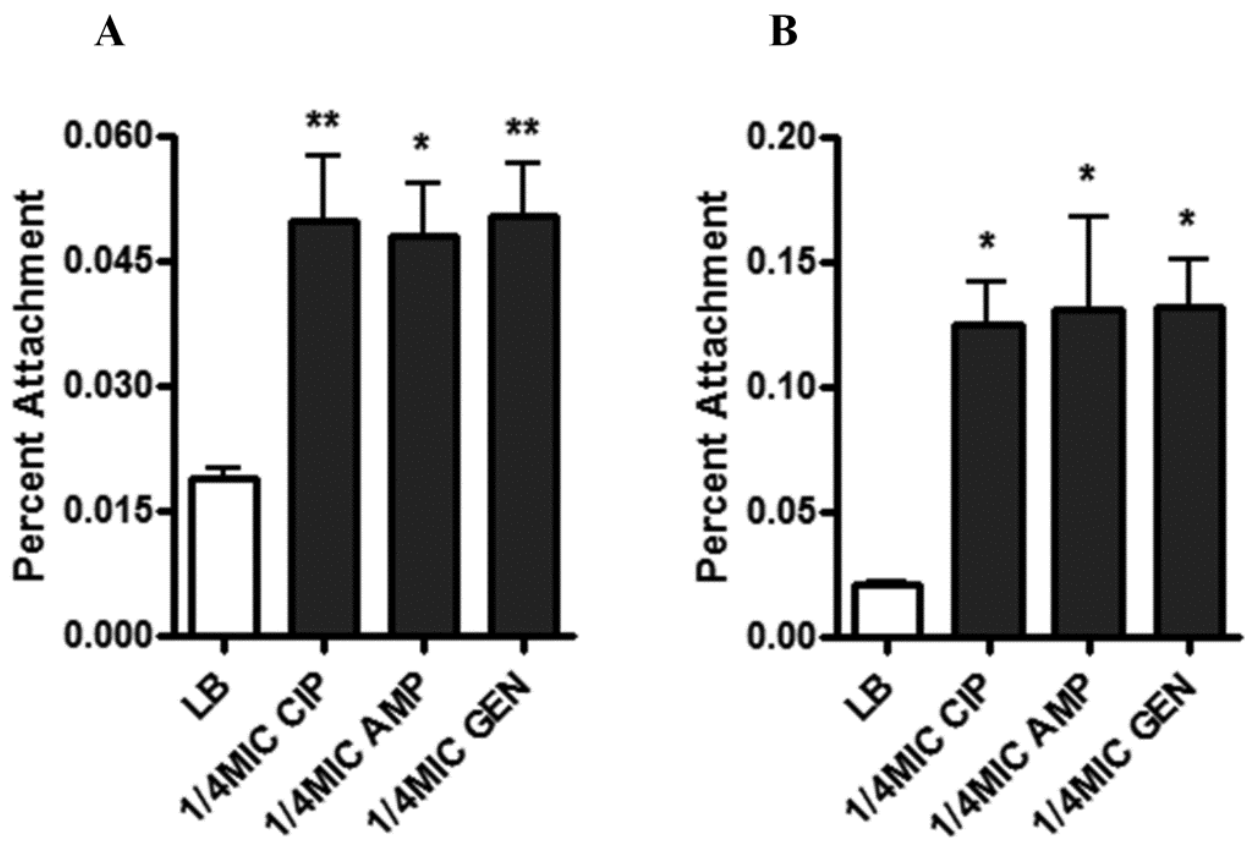 A
Percent Attachment
0.060
0.045
0.030
0.015
0.000
**
*
**
LB
1/4MIC CIP
1/4MIC AMP
1/4MIC GEN
B
Percent Attachment
0.20
0.15
0.10
0.05
0.00
*
*
*
LB
1/4MIC CIP
1/4MIC AMP
1/4MIC GEN